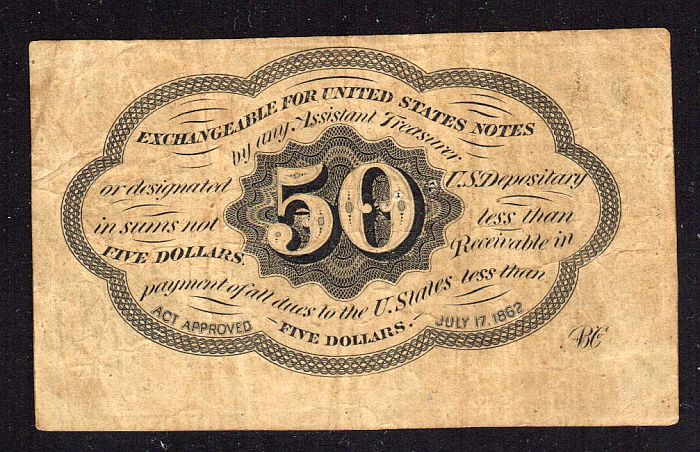 EXCHANGEABLE FOR UNITED STATES NOTES
by any Assistant Treasurer
or designated U.S. Depositary
in sums not less than
FIVE DOLLARS. Receivable in
payment of all dues to the U. States less than
FIVE DOLLARS.
ACT APPROVED JULY 17, 1862
50
ABC